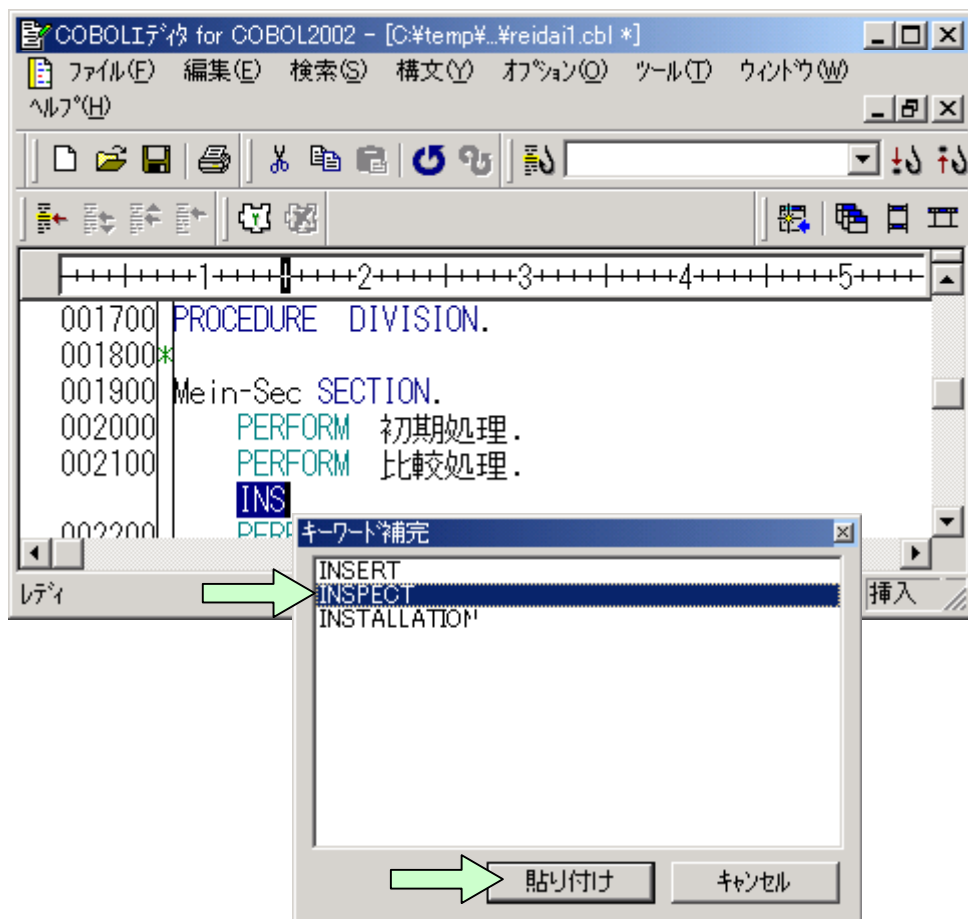 COBOLｴﾃﾞｨﾀ for COBOL2002 - [C:¥temp¥...¥reidai1.cbl *]
ﾌｧｲﾙ(F) 編集(E) 検索(S) 構文(Y) ｵﾌﾟｼｮﾝ(O) ﾂｰﾙ(T) ｳｨﾝﾄﾞｳ(W)
ﾍﾙﾌﾟ(H)
├++++|++++1++++++++2++++|++++3++++|++++4++++|++++5++++
001700 PROCEDURE DIVISION.
001800*
001900 Mein-Sec SECTION.
002000 PERFORM 初期処理.
002100 PERFORM 比較処理.
INS
002200 PERF
ｷｰﾜｰﾄﾞ補完
INSERT
INSPECT
INSTALLATION
ﾚﾃﾞｨ
挿入
貼り付け
ｷｬﾝｾﾙ